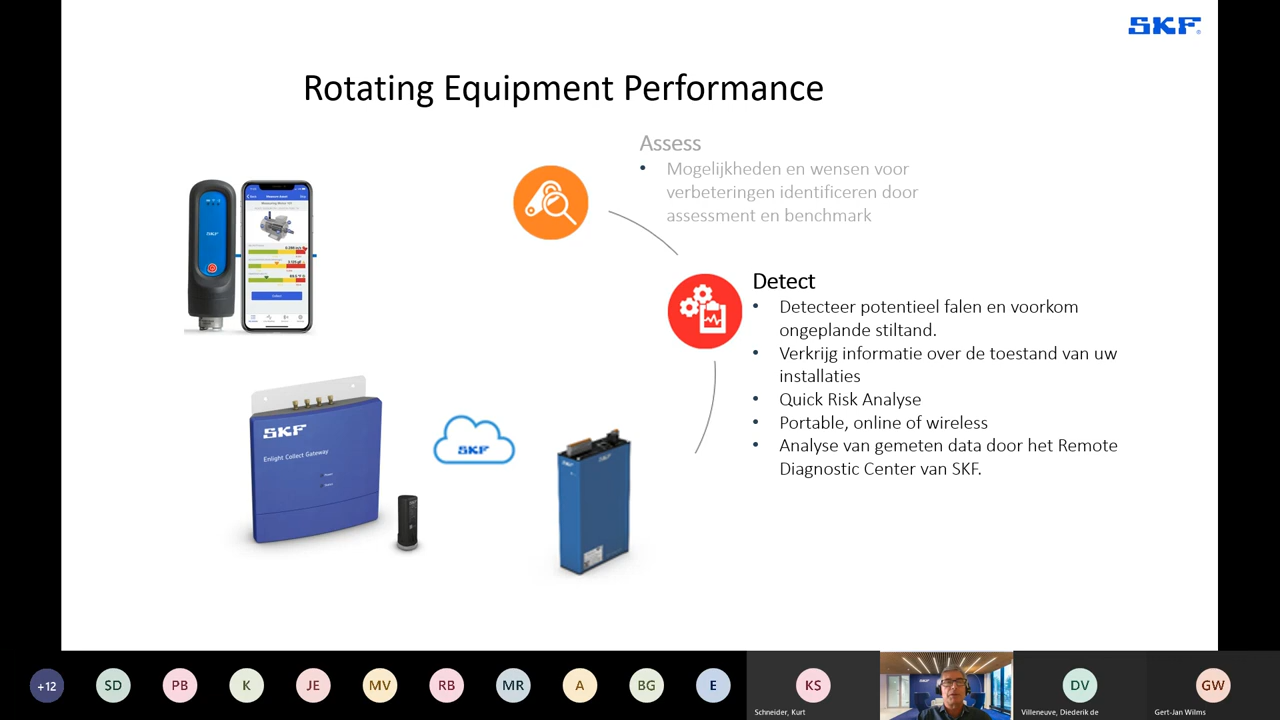 SKF
Rotating Equipment Performance
Assess
• Mogelijkheden en wensen voor
verbeteringen identificeren door
assessment en benchmark
Detect
• Detecteer potentieel falen en voorkom
ongeplande stiltand.
• Verkrijg informatie over de toestand van uw
installaties
• Quick Risk Analyse
• Portable, online of wireless
• Analyse van gemeten data door het Remote
Diagnostic Center van SKF.
SKF
SKF
Enlight Collect Gateway
SKF
SKF
+12
SD
PB
K
JE
MV
RB
MR
A
BG
E
KS
Schneider, Kurt
SKF
DV
Villeneuve, Diederik de
GW
Gert-Jan Wilms